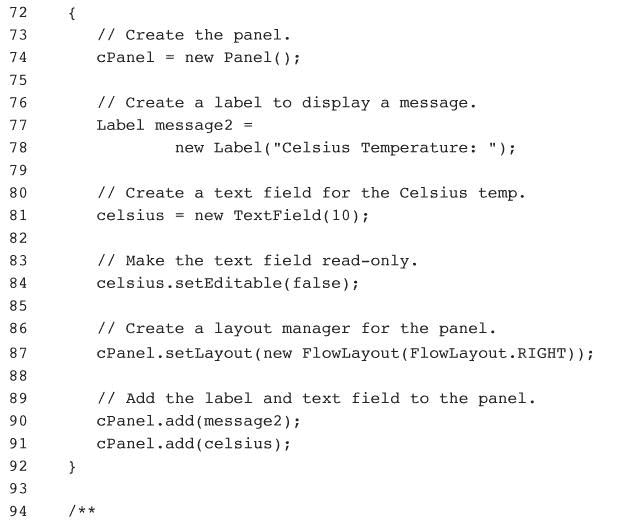 72    {
73       // Create the panel.
74       cPanel = new Panel();
75
76       // Create a label to display a message.
77       Label message2 =
78               new Label("Celsius Temperature: ");
79
80       // Create a text field for the Celsius temp.
81       celsius = new TextField(10);
82
83       // Make the text field read-only.
84       celsius.setEditable(false);
85
86       // Create a layout manager for the panel.
87       cPanel.setLayout(new FlowLayout(FlowLayout.RIGHT));
88
89       // Add the label and text field to the panel.
90       cPanel.add(message2);
91       cPanel.add(celsius);
92    }
93
94    /**